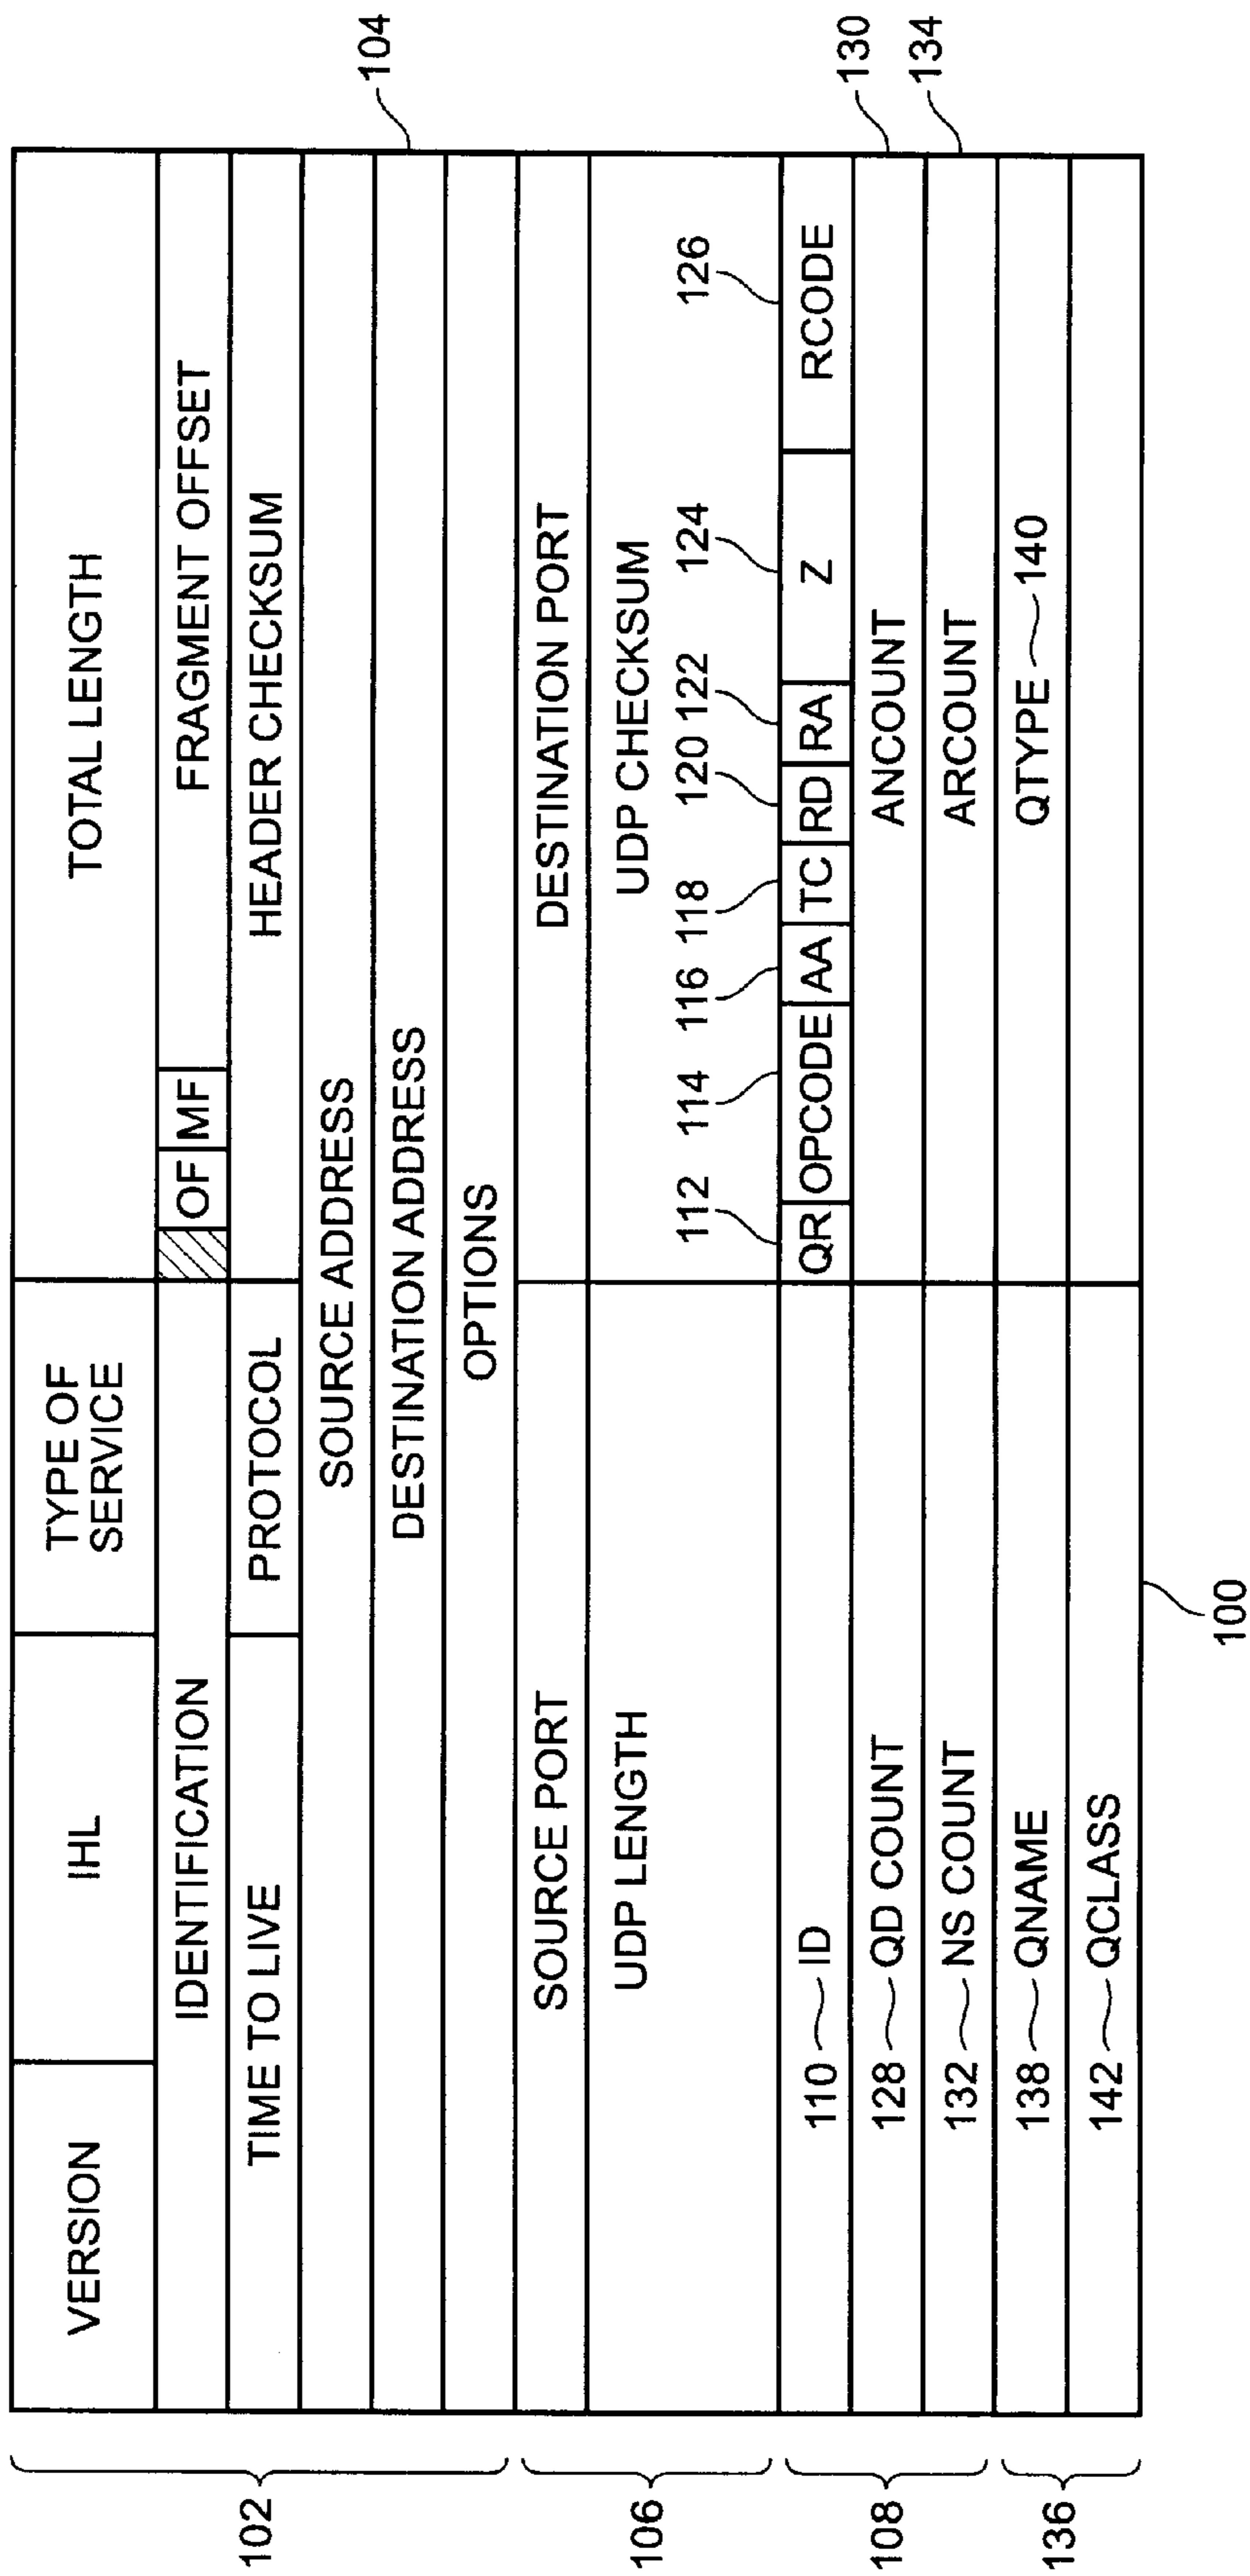 VERSION IHL TYPE OF SERVICE TOTAL LENGTH
IDENTIFICATION OF MF FRAGMENT OFFSET
TIME TO LIVE PROTOCOL HEADER CHECKSUM
102
SOURCE ADDRESS
DESTINATION ADDRESS 104
OPTIONS
SOURCE PORT DESTINATION PORT
106
UDP LENGTH UDP CHECKSUM
112 114 116 118 120 122 124 126
110 ID QR OPCODE AA TC RD RA Z RCODE
108
128 QD COUNT ANCOUNT 130
132 NS COUNT ARCOUNT 134
138 QNAME QTYPE 140
136
142 QCLASS
100